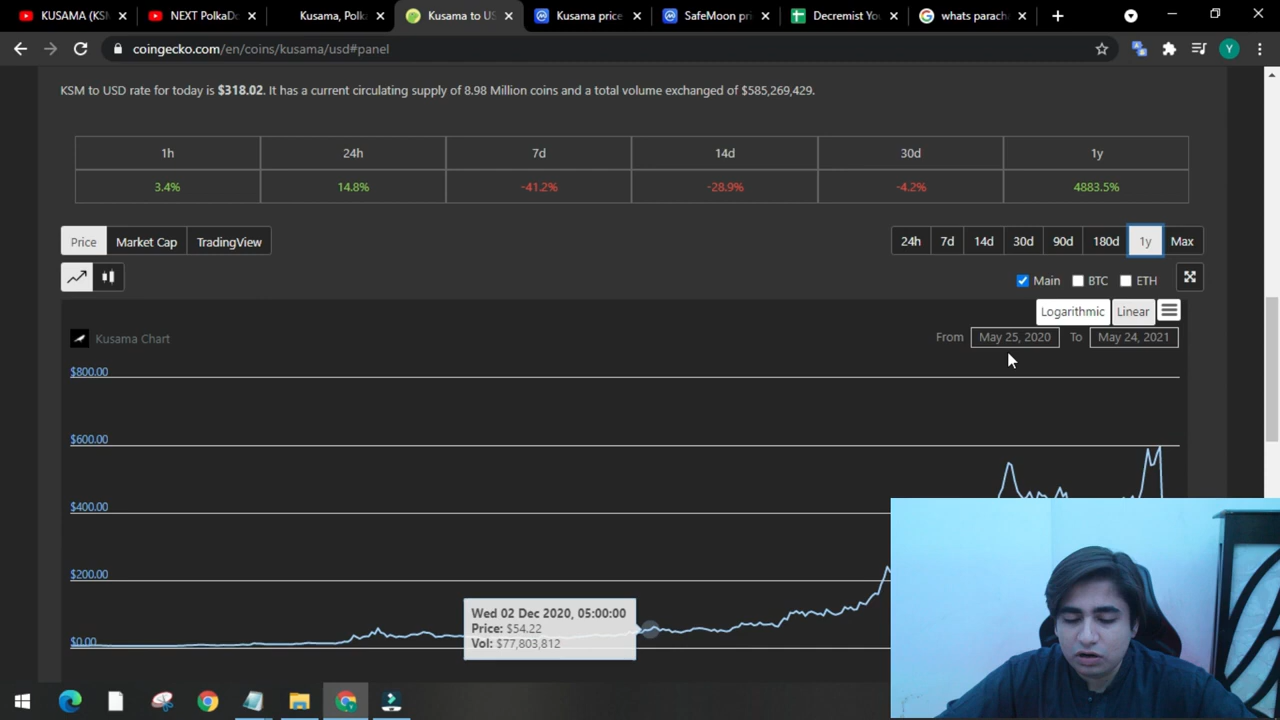 KUSAMA (KSM
NEXT PolkaDo
Kusama, Polk
Kusama to US
Kusama price
SafeMoon pri
Decremist You
whats parach
coingecko.com/en/coins/kusama/usd#panel
Y
KSM to USD rate for today is $318.02. It has a current circulating supply of 8.98 Million coins and a total volume exchanged of $585,269,429.
1h 24h 7d 14d 30d 1y
3.4% 14.8% -41.2% -28.9% -4.2% 4883.5%
Price Market Cap TradingView
24h 7d 14d 30d 90d 180d 1y Max
Main BTC ETH
Logarithmic Linear
Kusama Chart
From May 25, 2020 To May 24, 2021
$800.00
$600.00
$400.00
$200.00
$0.00
Wed 02 Dec 2020, 05:00:00
Price: $54.22
Vol: $77,803,812